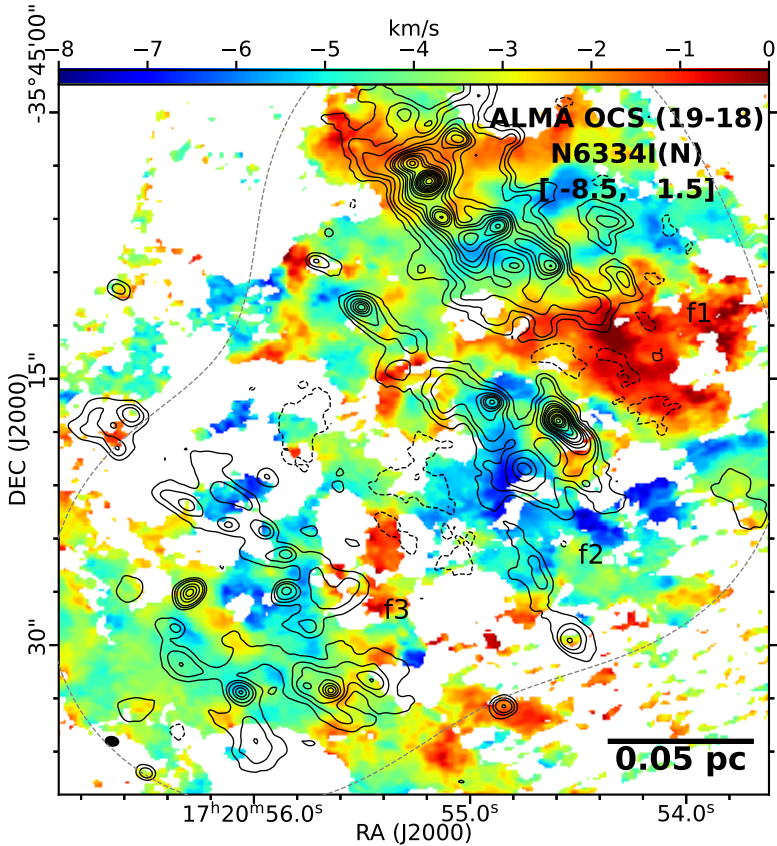 km/s
−8 −7 −6 −5 −4 −3 −2 −1 0
-35°45'00"
ALMA OCS (19-18)
N6334I(N)
[ -8.5, 1.5]
f1
15"
DEC (J2000)
f2
f3
30"
0.05 pc
17h20m56.0s 55.0s 54.0s
RA (J2000)